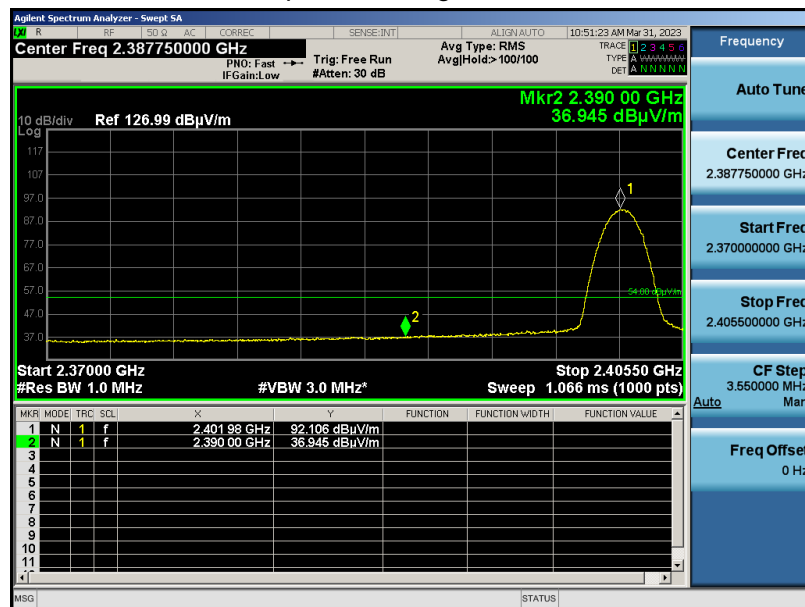 Agilent Spectrum Analyzer - Swept SA
LXI R RF 50 Ω AC CORREC SENSE:INT ALIGN AUTO 10:51:23 AM Mar 31, 2023
Center Freq 2.387750000 GHz
PNO: Fast
IFGain:Low
Trig: Free Run
#Atten: 30 dB
Avg Type: RMS
Avg|Hold:>100/100
TRACE 1 2 3 4 5 6
TYPE A WWWWW
DET A N N N N N
Mkr2 2.390 00 GHz
36.945 dBµV/m
10 dB/div Ref 126.99 dBµV/m
Log
117
107
97.0
87.0
77.0
67.0
57.0
47.0
37.0
1
2
54.00 dBµV/m
Start 2.37000 GHz Stop 2.40550 GHz
#Res BW 1.0 MHz #VBW 3.0 MHz* Sweep 1.066 ms (1000 pts)
MKR MODE TRC SCL X Y FUNCTION FUNCTION WIDTH FUNCTION VALUE
1 N 1 f 2.401 98 GHz 92.106 dBµV/m
2 N 1 f 2.390 00 GHz 36.945 dBµV/m
3
4
5
6
7
8
9
10
11
MSG STATUS
Frequency
Auto Tune
Center Freq
2.387750000 GHz
Start Freq
2.370000000 GHz
Stop Freq
2.405500000 GHz
CF Step
3.550000 MHz
Auto Man
Freq Offset
0 Hz